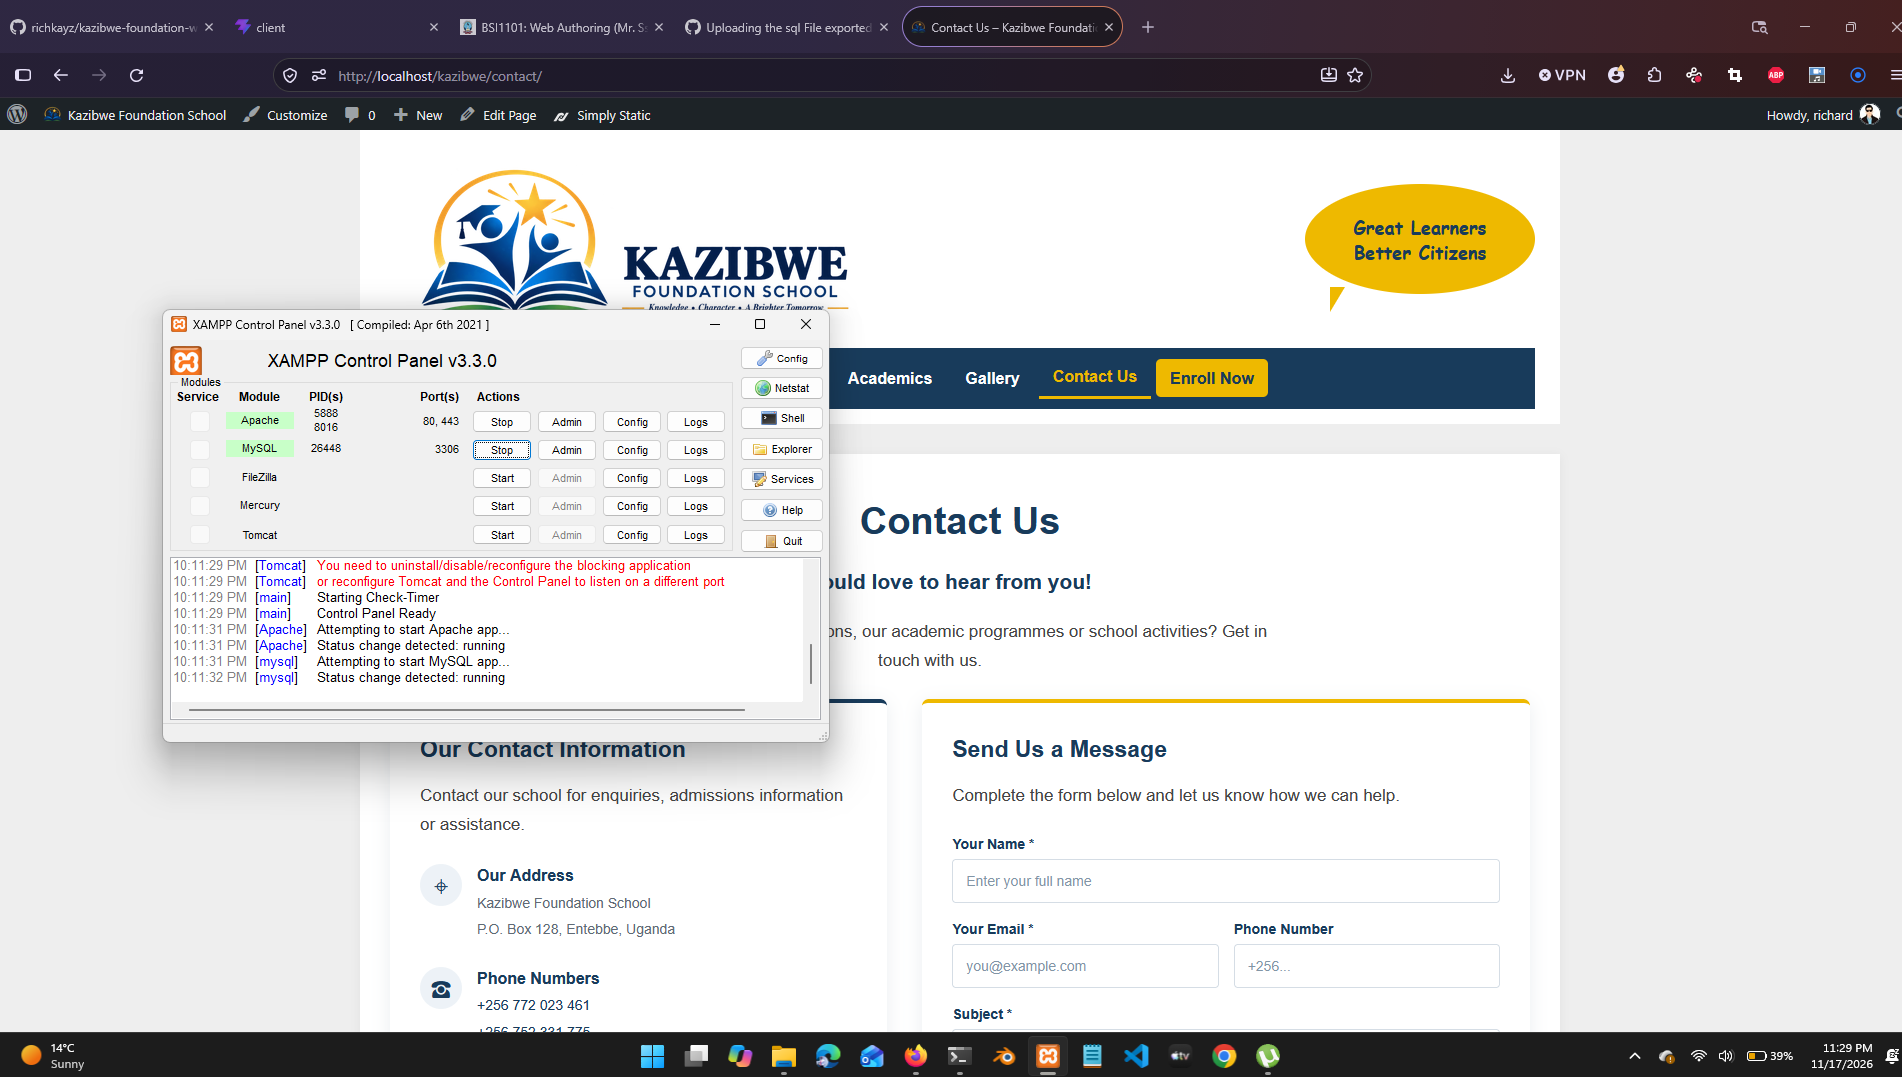 richkayz/kazibwe-foundation-w
client
BSI1101: Web Authoring (Mr. S
Uploading the sql File exported
Contact Us – Kazibwe Foundati
http://localhost/kazibwe/contact/
VPN
ABP
Kazibwe Foundation School
Customize
0
New
Edit Page
Simply Static
Howdy, richard
KAZIBWE
FOUNDATION SCHOOL
Knowledge • Character • A Brighter Tomorrow
Great Learners
Better Citizens
Academics
Gallery
Contact Us
Enroll Now
XAMPP Control Panel v3.3.0 [ Compiled: Apr 6th 2021 ]
XAMPP Control Panel v3.3.0
Config
Modules
Service Module PID(s) Port(s) Actions
Netstat
Apache 5888 8016 80, 443 Stop Admin Config Logs
Shell
MySQL 26448 3306 Stop Admin Config Logs
Explorer
FileZilla Start Admin Config Logs
Services
Mercury Start Admin Config Logs
Help
Tomcat Start Admin Config Logs
Quit
10:11:29 PM [Tomcat] You need to uninstall/disable/reconfigure the blocking application
10:11:29 PM [Tomcat] or reconfigure Tomcat and the Control Panel to listen on a different port
10:11:29 PM [main] Starting Check-Timer
10:11:29 PM [main] Control Panel Ready
10:11:31 PM [Apache] Attempting to start Apache app...
10:11:31 PM [Apache] Status change detected: running
10:11:31 PM [mysql] Attempting to start MySQL app...
10:11:32 PM [mysql] Status change detected: running
Contact Us
ould love to hear from you!
ons, our academic programmes or school activities? Get in
touch with us.
Our Contact Information
Contact our school for enquiries, admissions information
or assistance.
Our Address
Kazibwe Foundation School
P.O. Box 128, Entebbe, Uganda
Phone Numbers
+256 772 023 461
+256 752 331 775
Send Us a Message
Complete the form below and let us know how we can help.
Your Name *
Enter your full name
Your Email *
Phone Number
you@example.com
+256...
Subject *
14°C
Sunny
tv
39%
11:29 PM
11/17/2026